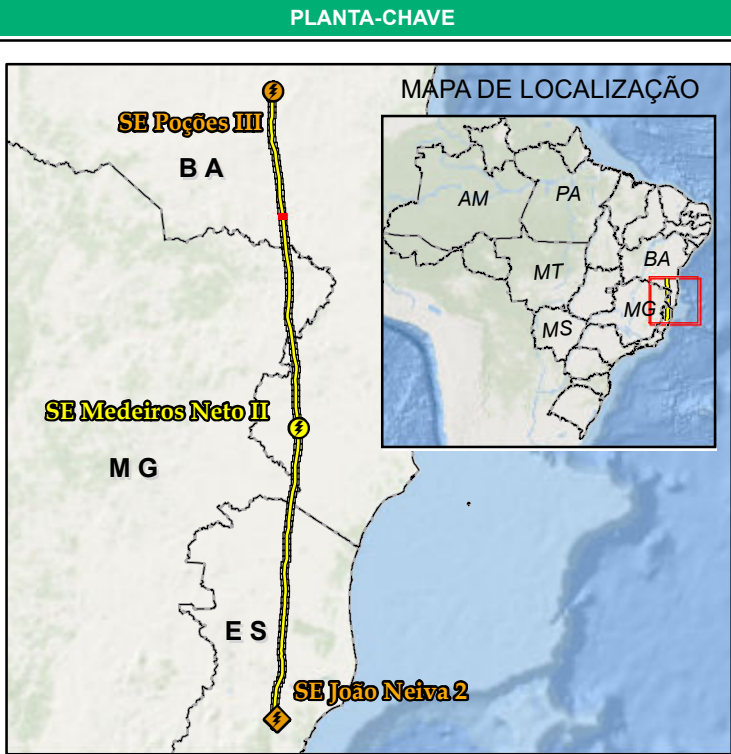 PLANTA-CHAVE
MAPA DE LOCALIZAÇÃO
SE Poções III
B A
AM
PA
MT
BA
MG
MS
SE Medeiros Neto II
M G
E S
SE João Neiva 2